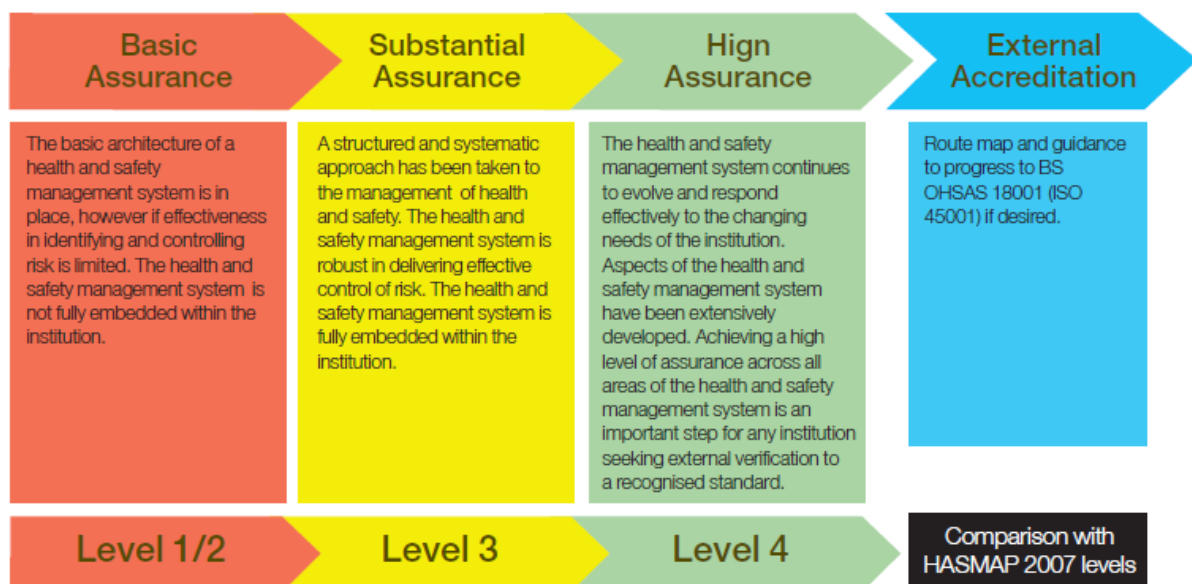 Basic
Assurance
Substantial
Assurance
Hign
Assurance
External
Accreditation
The basic architecture of a
health and safety
management system is in
place, however if effectiveness
in identifying and controlling
risk is limited. The health and
safety management system is
not fully embedded within the
institution.
A structured and systematic
approach has been taken to
the management of health
and safety. The health and
safety management system is
robust in delivering effective
control of risk. The health and
safety management system is
fully embedded within the
institution.
The health and safety
management system continues
to evolve and respond
effectively to the changing
needs of the institution.
Aspects of the health and
safety management system
have been extensively
developed. Achieving a high
level of assurance across all
areas of the health and safety
management system is an
important step for any institution
seeking external verification to
a recognised standard.
Route map and guidance
to progress to BS
OHSAS 18001 (ISO
45001) if desired.
Level 1/2
Level 3
Level 4
Comparison with
HASMAP 2007 levels